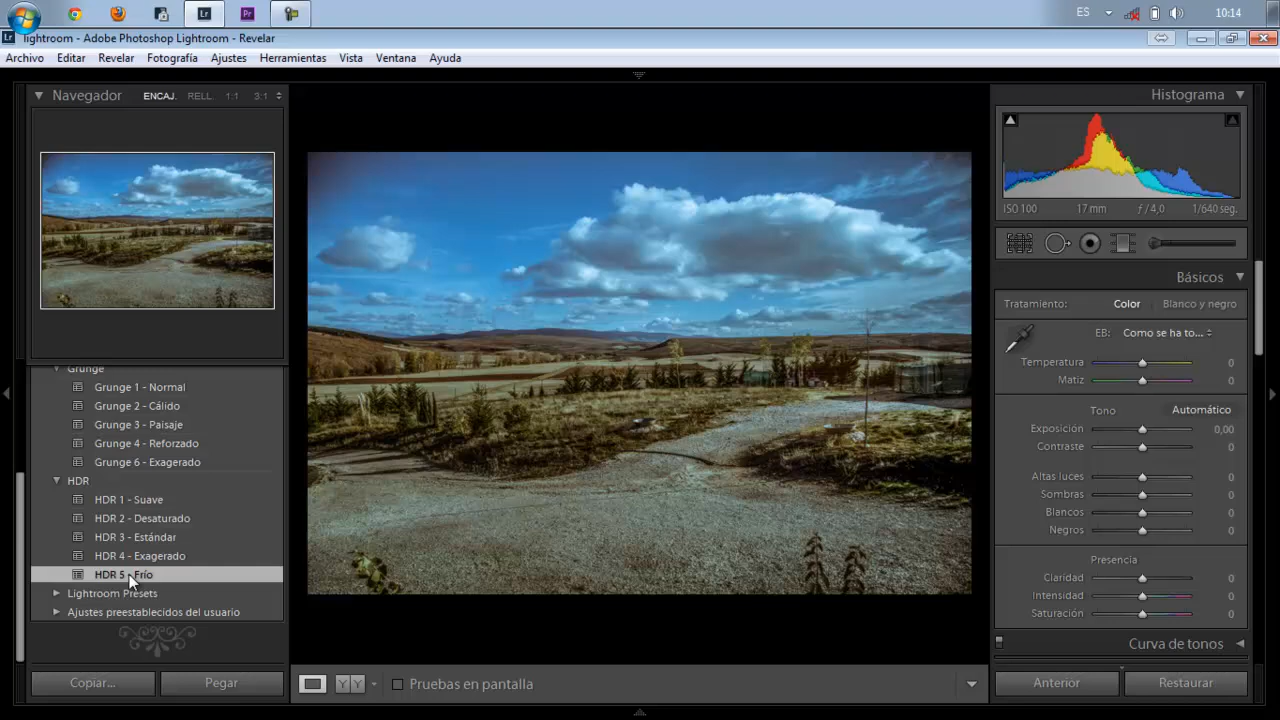 Lr
Pr
ES
10:14
Lr
lightroom - Adobe Photoshop Lightroom - Revelar
Archivo Editar Revelar Fotografía Ajustes Herramientas Vista Ventana Ayuda
Navegador ENCAJ. RELL. 1:1 3:1
Grunge
Grunge 1 - Normal
Grunge 2 - Cálido
Grunge 3 - Paisaje
Grunge 4 - Reforzado
Grunge 6 - Exagerado
HDR
HDR 1 - Suave
HDR 2 - Desaturado
HDR 3 - Estándar
HDR 4 - Exagerado
HDR 5 - Frío
Lightroom Presets
Ajustes preestablecidos del usuario
Copiar... Pegar
YY
Pruebas en pantalla
Histograma
ISO 100 17 mm ƒ / 4,0 1/640 seg.
Básicos
Tratamiento: Color Blanco y negro
EB: Como se ha to...
Temperatura 0
Matiz 0
Tono Automático
Exposición 0,00
Contraste 0
Altas luces 0
Sombras 0
Blancos 0
Negros 0
Presencia
Claridad 0
Intensidad 0
Saturación 0
Curva de tonos
Anterior Restaurar